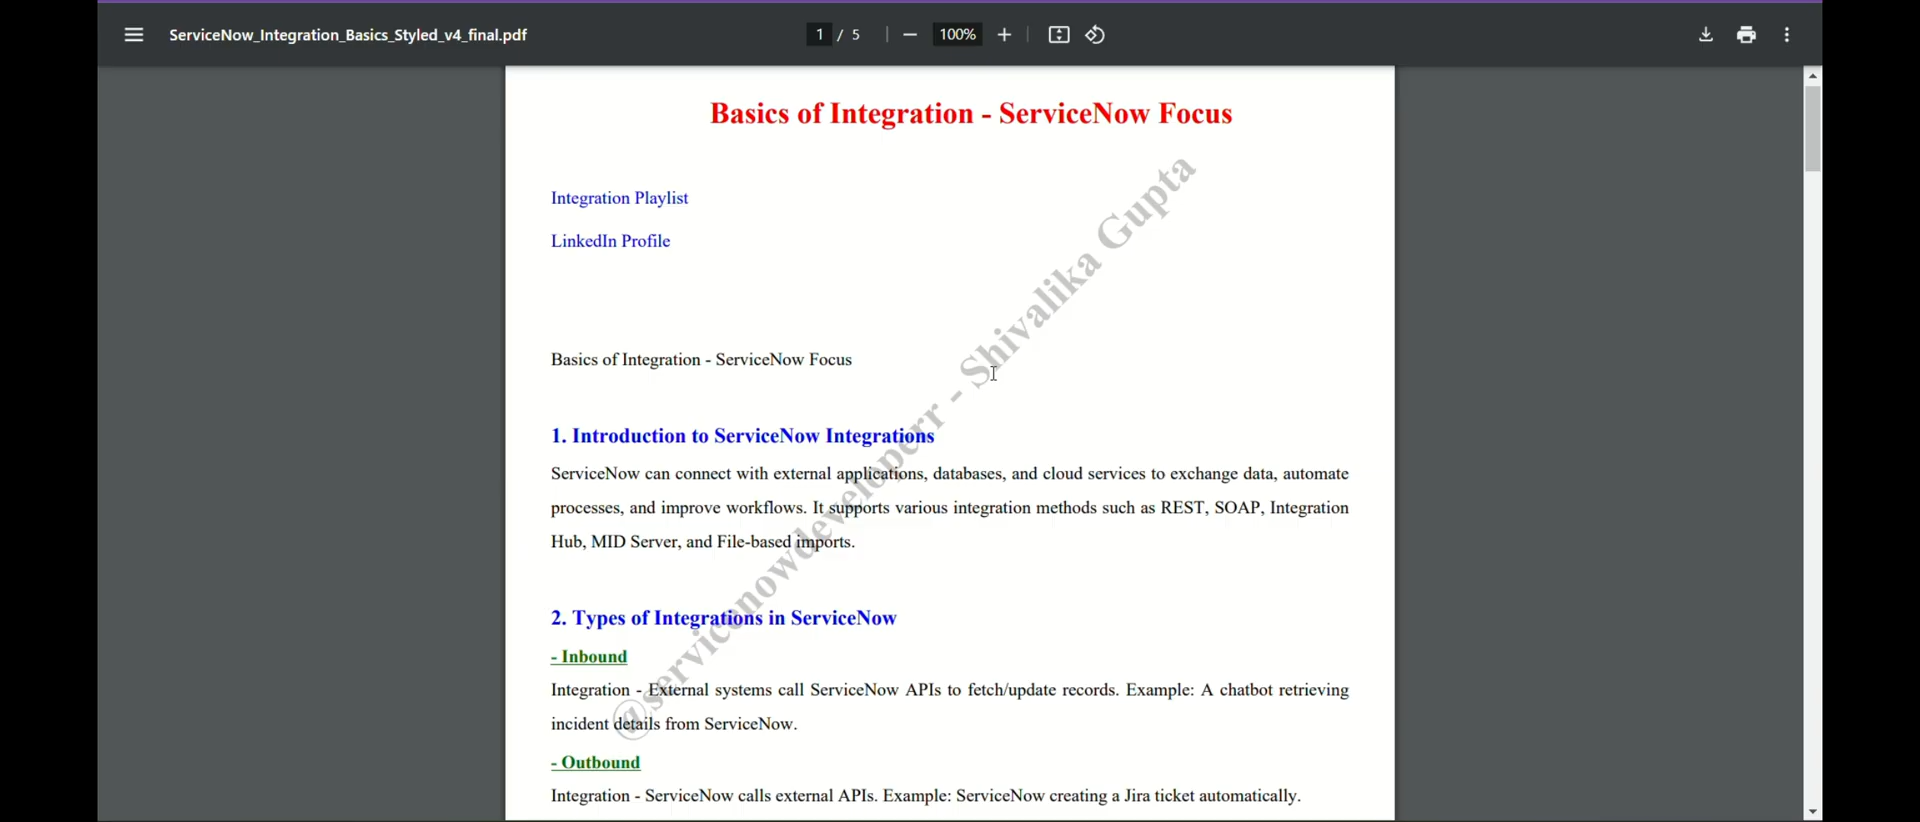 ServiceNow_Integration_Basics_Styled_v4_final.pdf
1 / 5
100%
Basics of Integration - ServiceNow Focus
Integration Playlist
LinkedIn Profile
Basics of Integration - ServiceNow Focus
1. Introduction to ServiceNow Integrations
ServiceNow can connect with external applications, databases, and cloud services to exchange data, automate
processes, and improve workflows. It supports various integration methods such as REST, SOAP, Integration
Hub, MID Server, and File-based imports.
2. Types of Integrations in ServiceNow
- Inbound
Integration - External systems call ServiceNow APIs to fetch/update records. Example: A chatbot retrieving
incident details from ServiceNow.
- Outbound
Integration - ServiceNow calls external APIs. Example: ServiceNow creating a Jira ticket automatically.
@servicenowdeveloperr - Shivalika Gupta